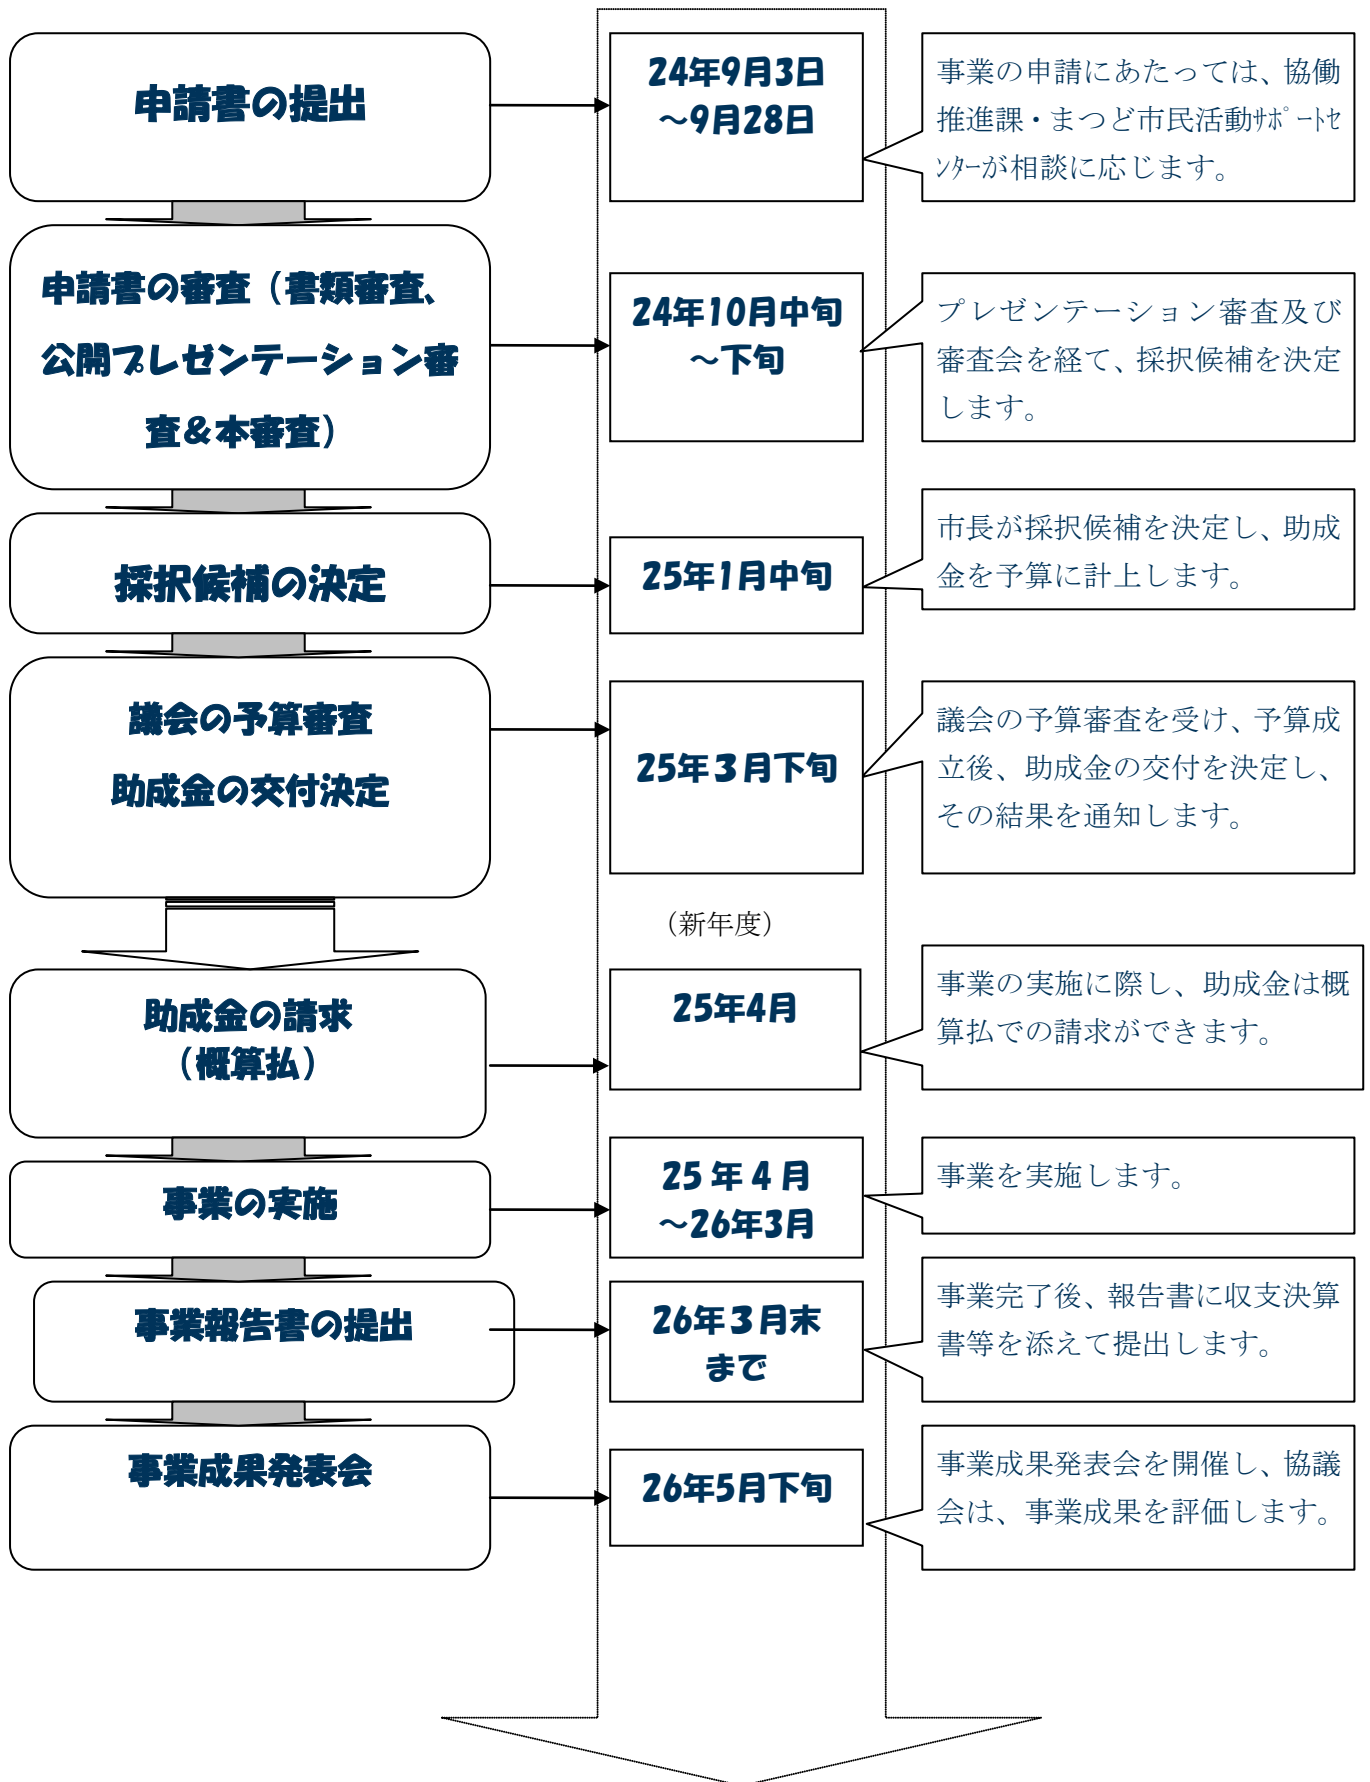 申請書の提出
24年9月3日
～9月28日
事業の申請にあたっては、協働
推進課・まつど市民活動ｻﾎﾟｰﾄｾ
ﾝﾀｰが相談に応じます。
申請書の審査（書類審査、
公開プレゼンテーション審
査＆本審査）
24年10月中旬
～下旬
プレゼンテーション審査及び
審査会を経て、採択候補を決定
します。
採択候補の決定
25年1月中旬
市長が採択候補を決定し、助成
金を予算に計上します。
議会の予算審査
助成金の交付決定
25年３月下旬
議会の予算審査を受け、予算成
立後、助成金の交付を決定し、
その結果を通知します。
（新年度）
助成金の請求
（概算払）
25年4月
事業の実施に際し、助成金は概
算払での請求ができます。
事業の実施
25 年 4 月
～26年3月
事業を実施します。
事業報告書の提出
26年３月末
まで
事業完了後、報告書に収支決算
書等を添えて提出します。
事業成果発表会
26年5月下旬
事業成果発表会を開催し、協議
会は、事業成果を評価します。